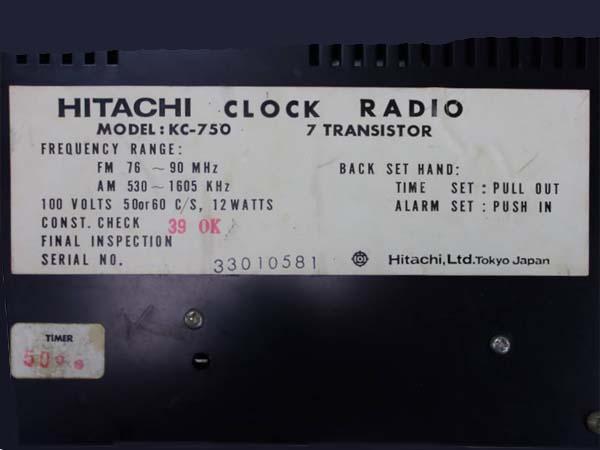 HITACHI CLOCK RADIO
MODEL: KC-750 7 TRANSISTOR
FREQUENCY RANGE:
FM 76 ~ 90 MHz
AM 530 ~ 1605 KHz
100 VOLTS 50or60 C/S, 12WATTS
CONST. CHECK 39 OK
FINAL INSPECTION
SERIAL NO. 33010581
BACK SET HAND:
TIME SET : PULL OUT
ALARM SET : PUSH IN
Hitachi, Ltd. Tokyo Japan
TIMER